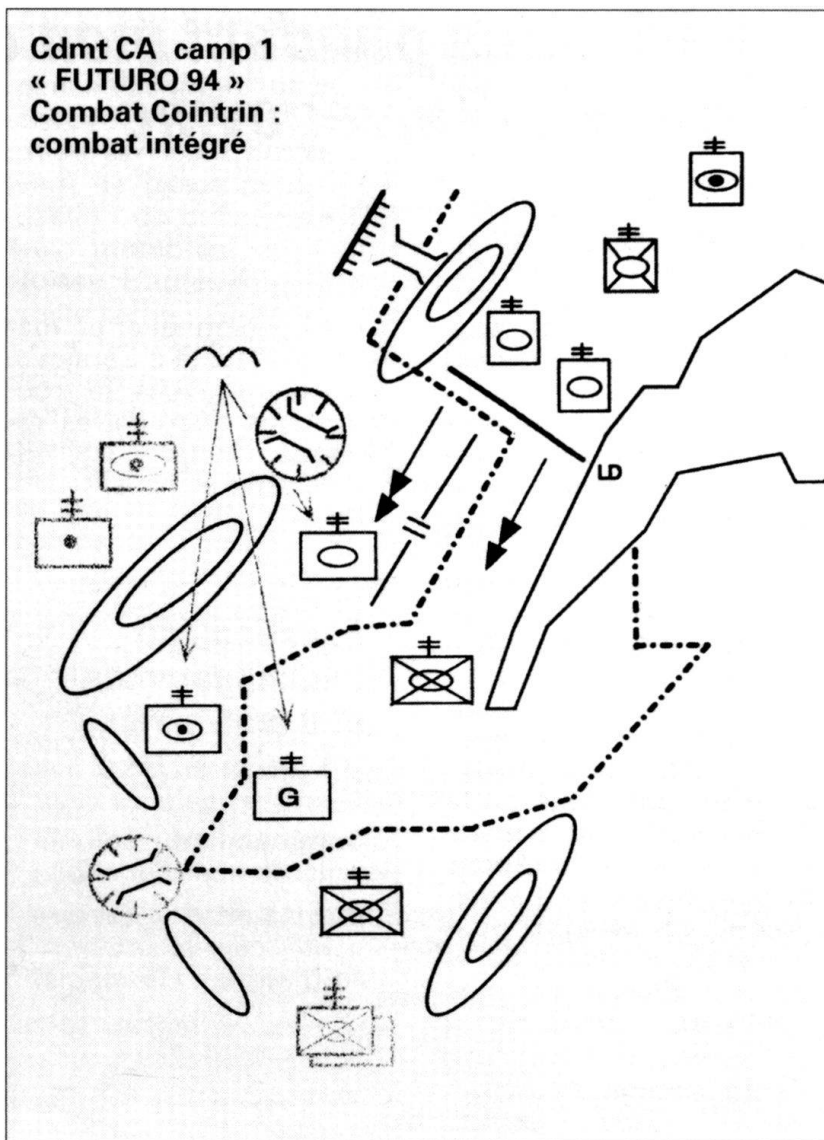 Cdmt CA camp 1
« FUTURO 94 »
Combat Cointrin :
combat intégré
LD
G